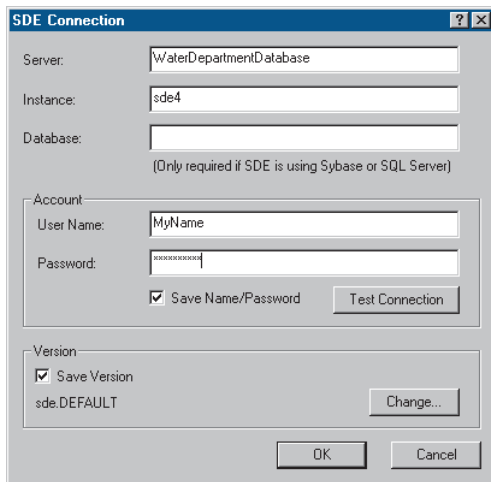 SDE Connection
Server: WaterDepartmentDatabase
Instance: sde4
Database:
(Only required if SDE is using Sybase or SQL Server)
Account
User Name: MyName
Password: **********
Save Name/Password Test Connection
Version
Save Version
sde.DEFAULT Change...
OK Cancel